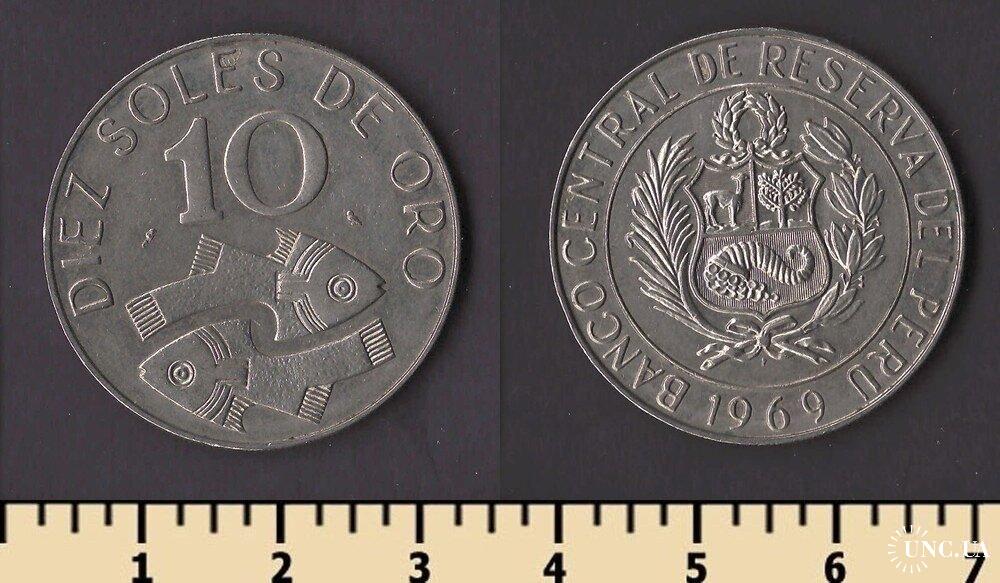 DIEZ SOLES DE ORO
10
BANCO CENTRAL DE RESERVA DEL PERU
1969
1 2 3 4 5 6 7
UNC.UA